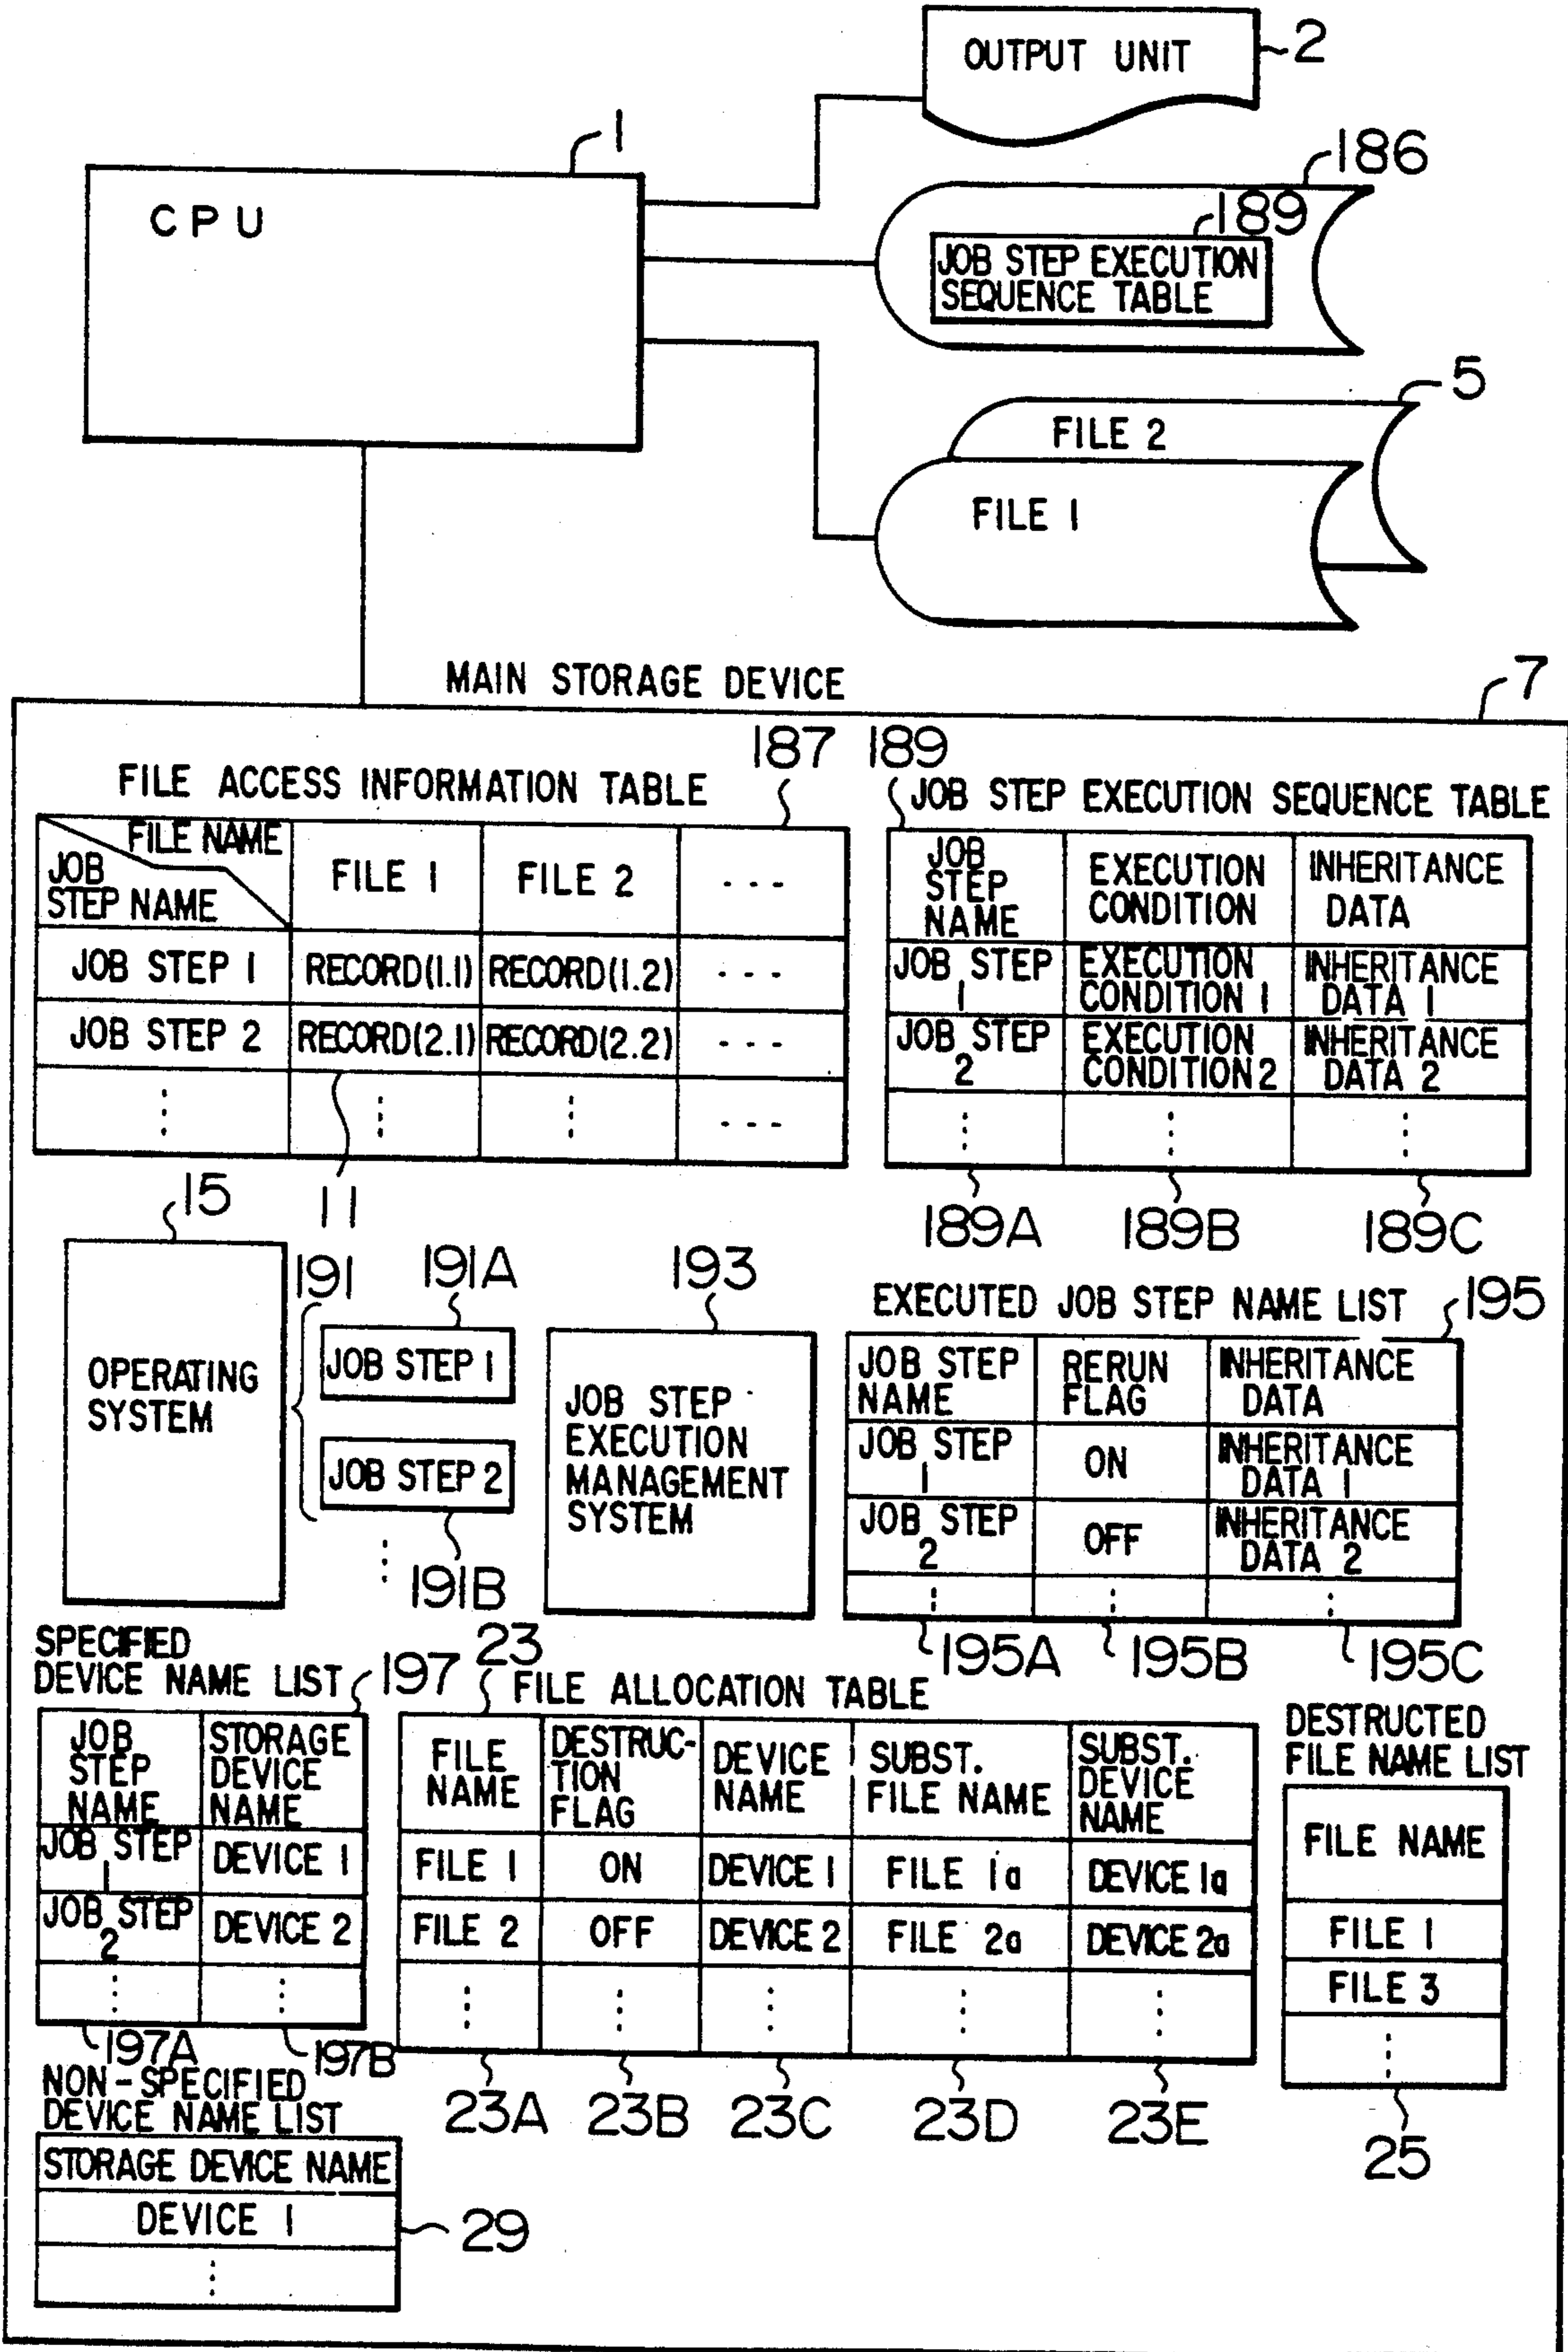 OUTPUT UNIT
2
1
CPU
186
189
JOB STEP EXECUTION
SEQUENCE TABLE
5
FILE 2
FILE 1
MAIN STORAGE DEVICE
7
187
189
FILE ACCESS INFORMATION TABLE
FILE NAME
JOB
STEP NAME
FILE 1
FILE 2
---
JOB STEP 1
RECORD(1.1)
RECORD(1.2)
---
JOB STEP 2
RECORD(2.1)
RECORD(2.2)
---
---
11
JOB STEP EXECUTION SEQUENCE TABLE
JOB
STEP
NAME
EXECUTION
CONDITION
INHERITANCE
DATA
JOB STEP
1
EXECUTION
CONDITION 1
INHERITANCE
DATA 1
JOB STEP
2
EXECUTION
CONDITION 2
INHERITANCE
DATA 2
189A
189B
189C
15
OPERATING
SYSTEM
191
191A
JOB STEP 1
JOB STEP 2
191B
193
JOB STEP
EXECUTION
MANAGEMENT
SYSTEM
EXECUTED JOB STEP NAME LIST
195
JOB STEP
NAME
RERUN
FLAG
INHERITANCE
DATA
JOB STEP
1
ON
INHERITANCE
DATA 1
JOB STEP
2
OFF
INHERITANCE
DATA 2
195A
195B
195C
SPECIFIED
DEVICE NAME LIST
197
JOB
STEP
NAME
STORAGE
DEVICE
NAME
JOB STEP
1
DEVICE 1
JOB STEP
2
DEVICE 2
197A
197B
23
FILE ALLOCATION TABLE
FILE
NAME
DESTRUC-
TION
FLAG
DEVICE
NAME
SUBST.
FILE NAME
SUBST.
DEVICE
NAME
FILE 1
ON
DEVICE 1
FILE 1a
DEVICE 1a
FILE 2
OFF
DEVICE 2
FILE 2a
DEVICE 2a
23A
23B
23C
23D
23E
DESTRUCTED
FILE NAME LIST
FILE NAME
FILE 1
FILE 3
25
NON-SPECIFIED
DEVICE NAME LIST
STORAGE DEVICE NAME
DEVICE 1
29